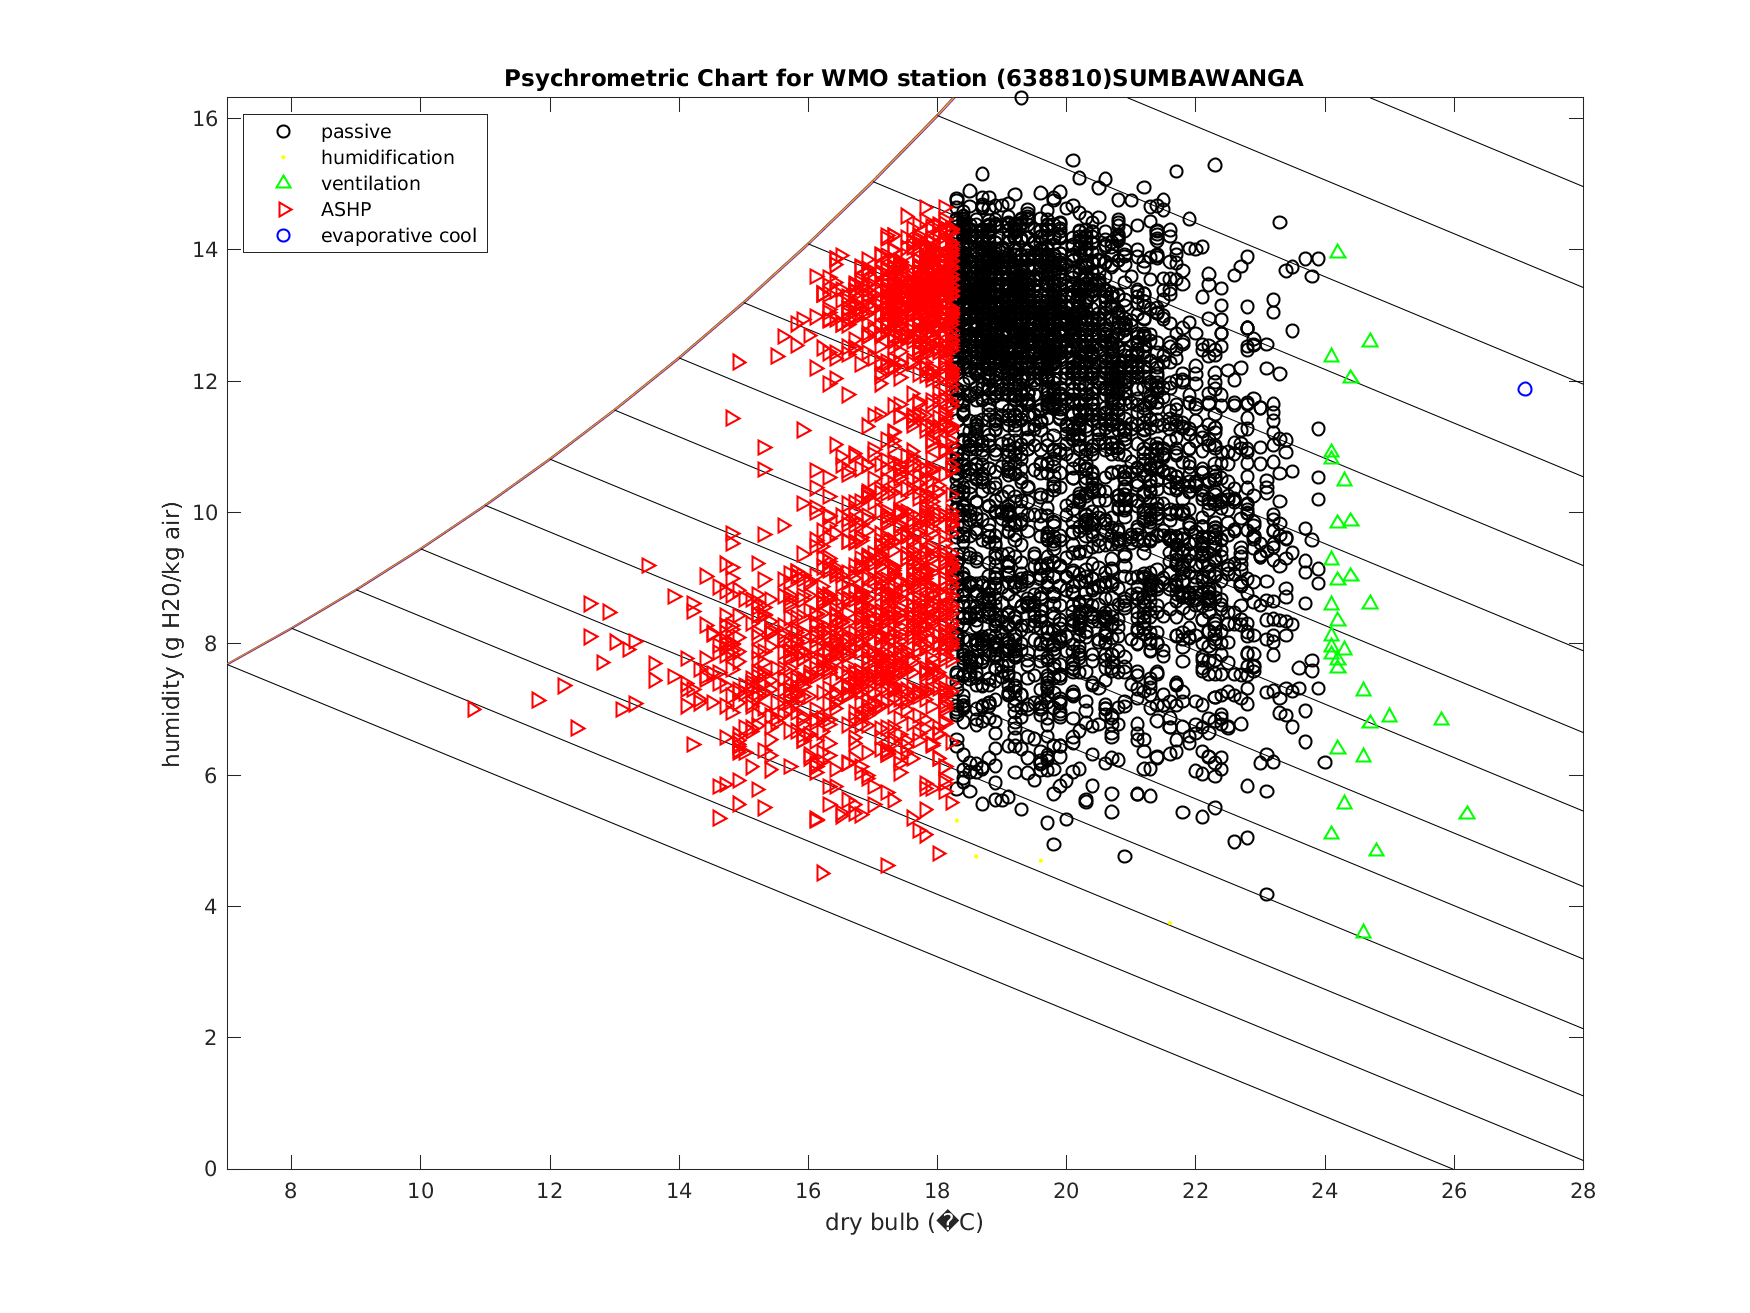 Psychrometric Chart for WMO station (638810)SUMBAWANGA
passive
humidification
ventilation
ASHP
evaporative cool
humidity (g H20/kg air)
16
14
12
10
8
6
4
2
0
8 10 12 14 16 18 20 22 24 26 28
dry bulb (�C)